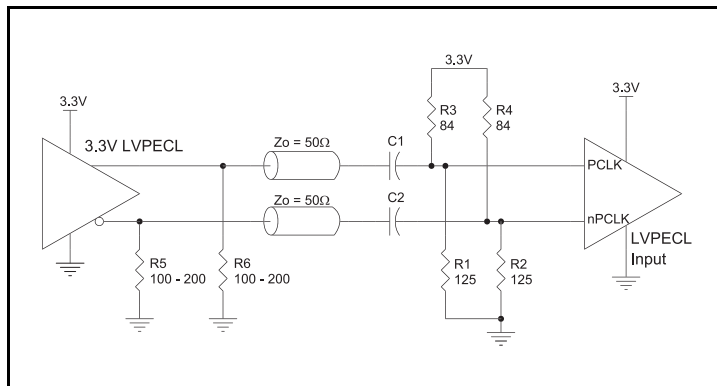 3.3V
3.3V LVPECL
Zo = 50Ω
Zo = 50Ω
C1
C2
3.3V
R3
84
R4
84
3.3V
PCLK
nPCLK
LVPECL
Input
R5
100 - 200
R6
100 - 200
R1
125
R2
125